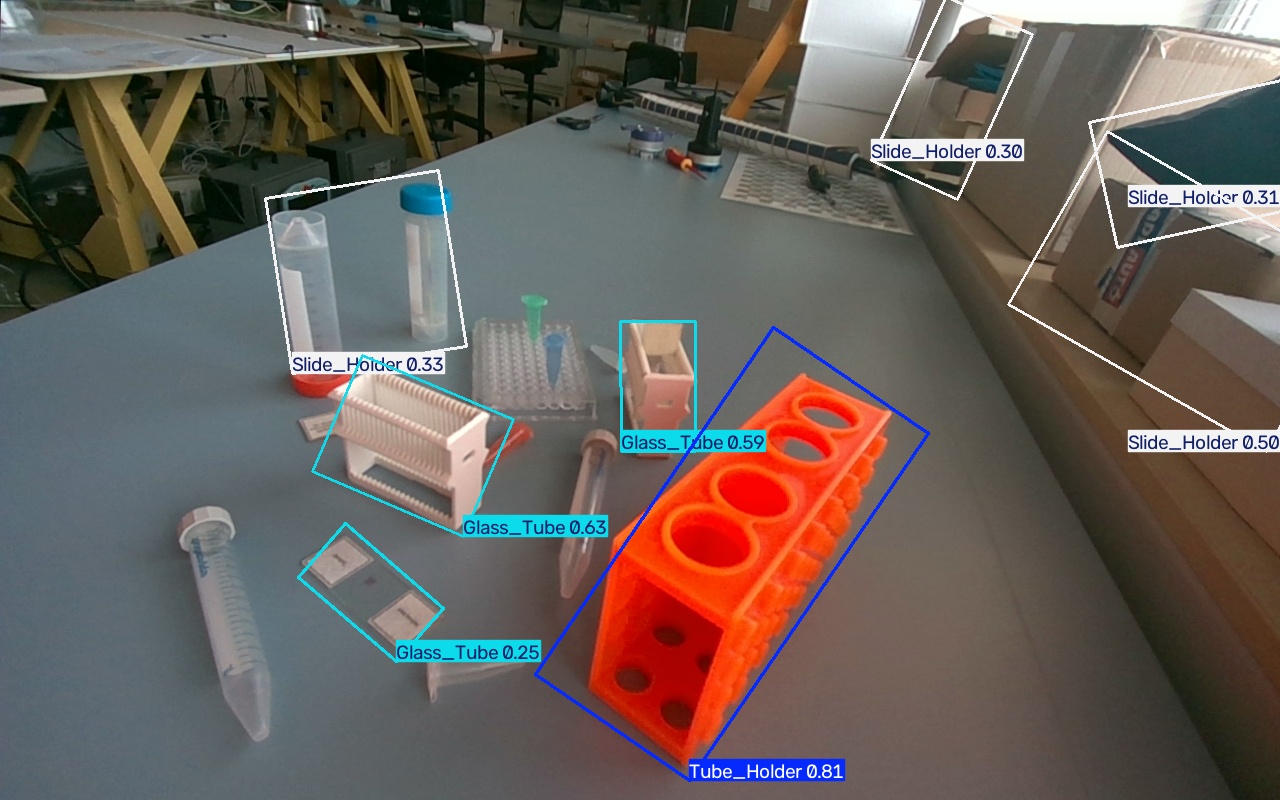 Slide_Holder 0.30
Slide_Holder 0.31
Slide_Holder 0.33
Glass_Tube 0.59
Slide_Holder 0.50
Glass_Tube 0.63
Glass_Tube 0.25
Tube_Holder 0.81